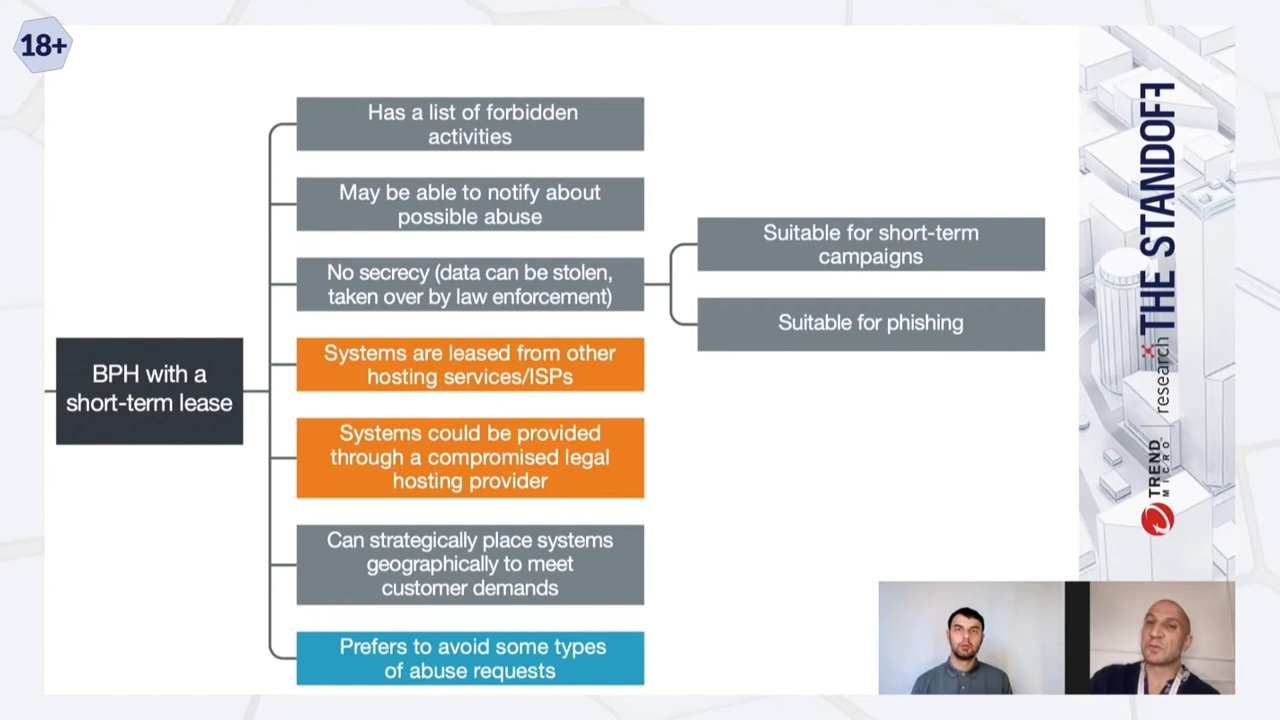 18+
Has a list of forbidden
activities
May be able to notify about
possible abuse
No secrecy (data can be stolen,
taken over by law enforcement)
Suitable for short-term
campaigns
Suitable for phishing
BPH with a
short-term lease
Systems are leased from other
hosting services/ISPs
Systems could be provided
through a compromised legal
hosting provider
Can strategically place systems
geographically to meet
customer demands
Prefers to avoid some types
of abuse requests
THE STANDOFF
TREND
MICRO
research